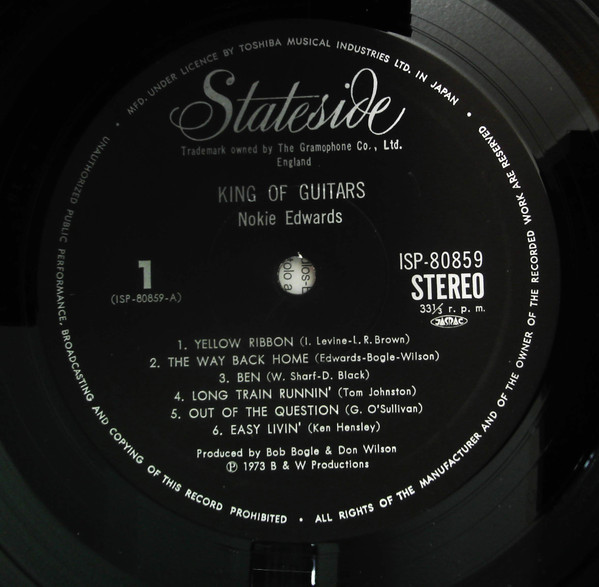 MFD. UNDER LICENCE BY TOSHIBA MUSICAL INDUSTRIES LTD. IN JAPAN •
Stateside
Trademark owned by The Gramophone Co., Ltd.
England
KING OF GUITARS
Nokie Edwards
1
(ISP-80859-A)
ISP-80859
STEREO
33⅓ r. p. m.
JASRAC
1. YELLOW RIBBON (I. Levine-L.R.Brown)
2. THE WAY BACK HOME (Edwards-Bogle-Wilson)
3. BEN (W. Sharf-D. Black)
4. LONG TRAIN RUNNIN' (Tom Johnston)
5. OUT OF THE QUESTION (G. O'Sullivan)
6. EASY LIVIN' (Ken Hensley)
Produced by Bob Bogle & Don Wilson
℗ 1973 B & W Productions
ALL RIGHTS OF THE MANUFACTURER AND OF THE OWNER OF THE RECORDED WORK ARE RESERVED •
UNAUTHORIZED PUBLIC PERFORMANCE, BROADCASTING AND COPYING OF THIS RECORD PROHIBITED •